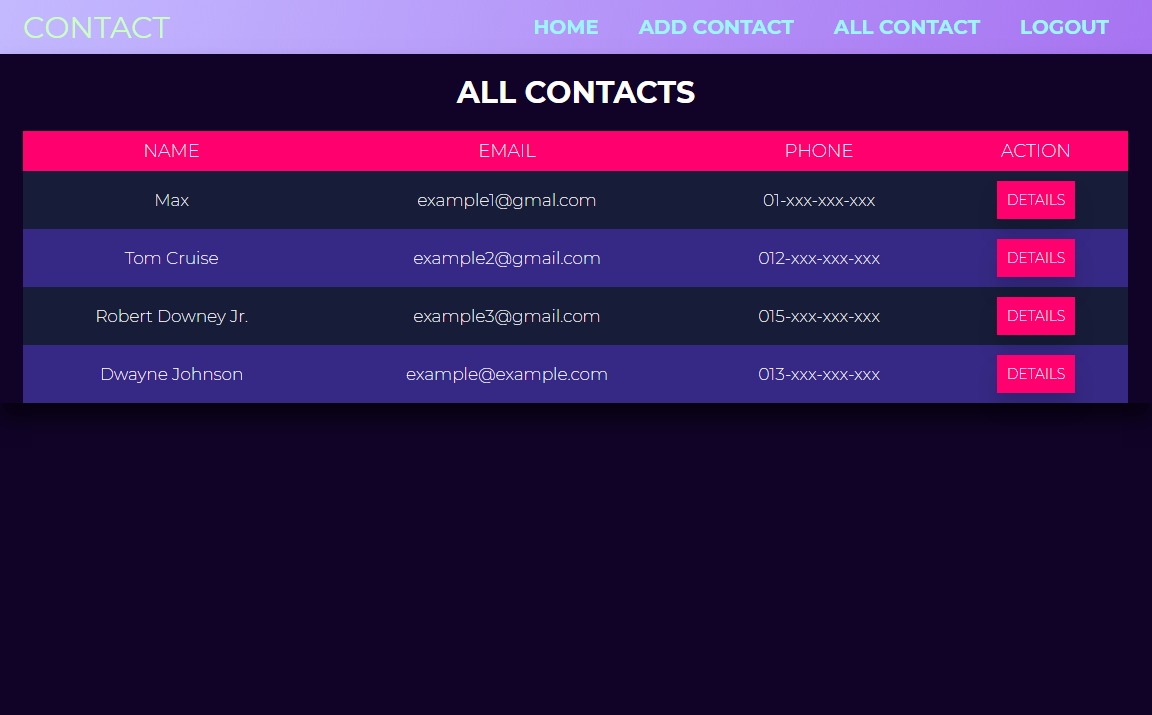 CONTACT HOME ADD CONTACT ALL CONTACT LOGOUT
ALL CONTACTS
NAME EMAIL PHONE ACTION
Max example1@gmal.com 01-xxx-xxx-xxx DETAILS
Tom Cruise example2@gmail.com 012-xxx-xxx-xxx DETAILS
Robert Downey Jr. example3@gmail.com 015-xxx-xxx-xxx DETAILS
Dwayne Johnson example@example.com 013-xxx-xxx-xxx DETAILS